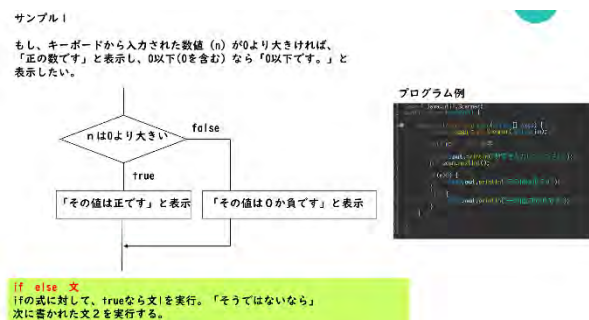 サンプル1
もし、キーボードから入力された数値（n）が0より大きければ、
「正の数です」と表示し、0以下(0を含む）なら「0以下です。」と
表示したい。
プログラム例
nは0より大きい
false
true
「その値は正です」と表示
「その値は0か負です」と表示
if else 文
ifの式に対して、trueなら文1を実行。「そうではないなら」
次に書かれた文2を実行する。